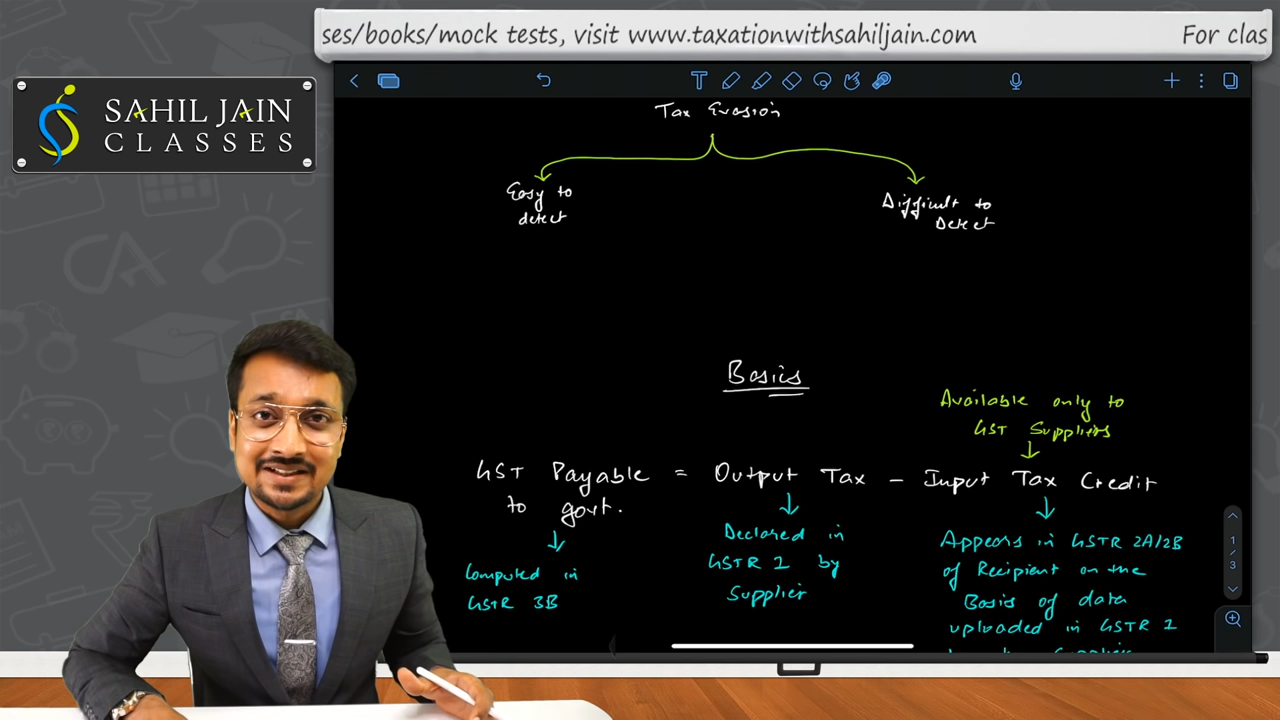 ses/books/mock tests, visit www.taxationwithsahiljain.com
For clas
SAHIL JAIN
CLASSES
Tax Evasion
Easy to
detect
Difficult to
Detect
Basics
Available only to
GST Suppliers
GST Payable = Output Tax - Input Tax Credit
to govt.
Declared in
GSTR 1 by
Supplier
Computed in
GSTR 3B
Appears in GSTR 2A/2B
of Recipient on the
Basis of data
uploaded in GSTR 1
1
/
3